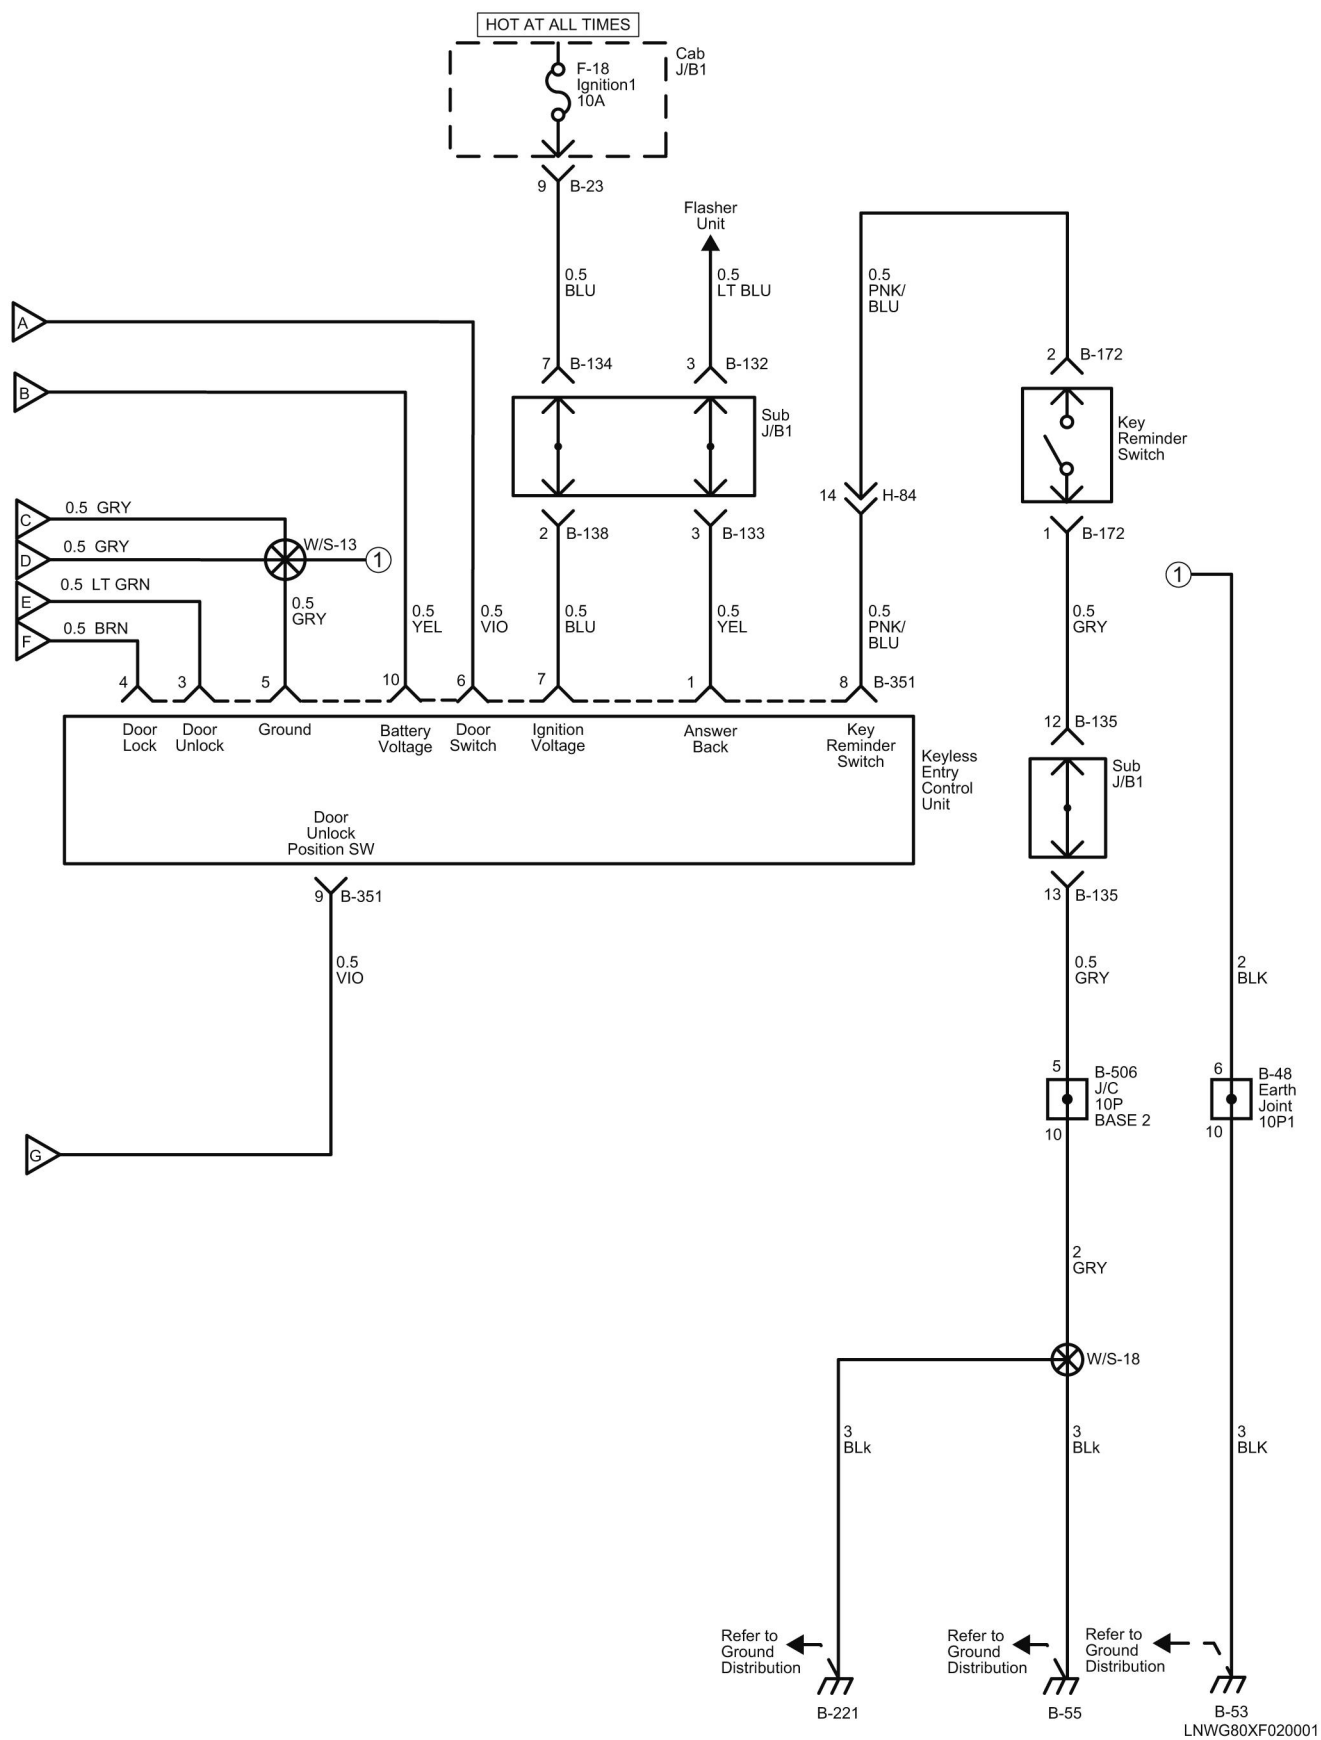 HOT AT ALL TIMES
Cab
J/B1
F-18
Ignition1
10A
9 B-23
Flasher
Unit
0.5
BLU
0.5
LT BLU
0.5
PNK/
BLU
A
B
7 B-134
3 B-132
2 B-172
Sub
J/B1
Key
Reminder
Switch
14 H-84
C 0.5 GRY
D 0.5 GRY
W/S-13
1
E 0.5 LT GRN
F 0.5 BRN
2 B-138
3 B-133
1 B-172
1
0.5
GRY
0.5
YEL
0.5
VIO
0.5
BLU
0.5
YEL
0.5
PNK/
BLU
0.5
GRY
4
3
5
10
6
7
1
8 B-351
Door
Lock
Door
Unlock
Ground
Battery
Voltage
Door
Switch
Ignition
Voltage
Answer
Back
Key
Reminder
Switch
Keyless
Entry
Control
Unit
12 B-135
Sub
J/B1
Door
Unlock
Position SW
9 B-351
13 B-135
0.5
VIO
0.5
GRY
2
BLK
5
B-506
J/C
10P
BASE 2
10
6
B-48
Earth
Joint
10P1
10
G
2
GRY
W/S-18
3
BLk
3
BLk
3
BLK
Refer to
Ground
Distribution
Refer to
Ground
Distribution
Refer to
Ground
Distribution
B-221
B-55
B-53
LNWG80XF020001